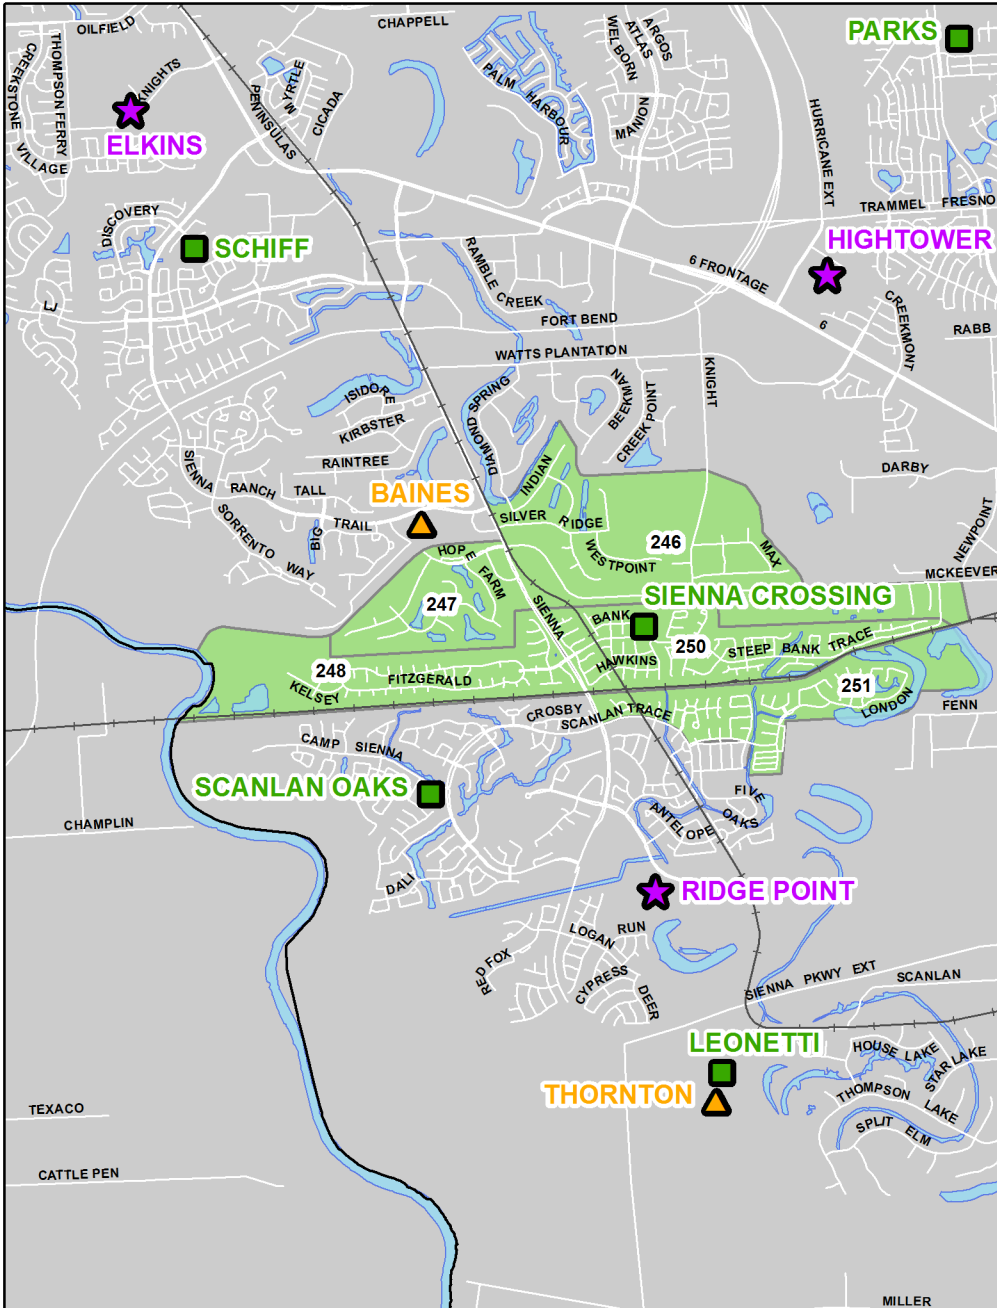 OILFIELD
CHAPPELL
PARKS
CREEKSTONE
THOMPSON FERRY
KNIGHTS
MYRTLE
CICADA
PENINSULAS
PALM HARBOUR
WELBORN
ATLAS
ARGOS
MANION
HURRICANE EXT
ELKINS
VILLAGE
TRAMMEL FRESNO
DISCOVERY
SCHIFF
HIGHTOWER
RAMBLE CREEK
6 FRONTAGE
LJ
FORT BEND
6
CREEKMONT
RABB
WATTS PLANTATION
KNIGHT
ISIDORE
DIAMOND SPRING
BEEKMAN
CREEK POINT
KIRBSTER
RAINTREE
INDIAN
DARBY
SIENNA RANCH
TALL
BAINES
SORRENTO WAY
BIG
TRAIL
SILVER RIDGE
WESTPOINT
246
MAX
NEWPOINT
MCKEEVER
HOPE FARM
247
SIENNA
SIENNA CROSSING
BANK
250
HAWKINS
STEEP BANK TRACE
248
FITZGERALD
KELSEY
251
LONDON
FENN
CROSBY
SCANLAN TRACE
CAMP SIENNA
SCANLAN OAKS
FIVE OAKS
ANTELOPE
CHAMPLIN
DALI
RIDGE POINT
LOGAN
RUN
RED FOX
CYPRESS
DEER
SIENNA PKWY EXT
SCANLAN
LEONETTI
HOUSE LAKE
STAR LAKE
THORNTON
THOMPSON LAKE
SPLIT ELM
TEXACO
CATTLE PEN
MILLER